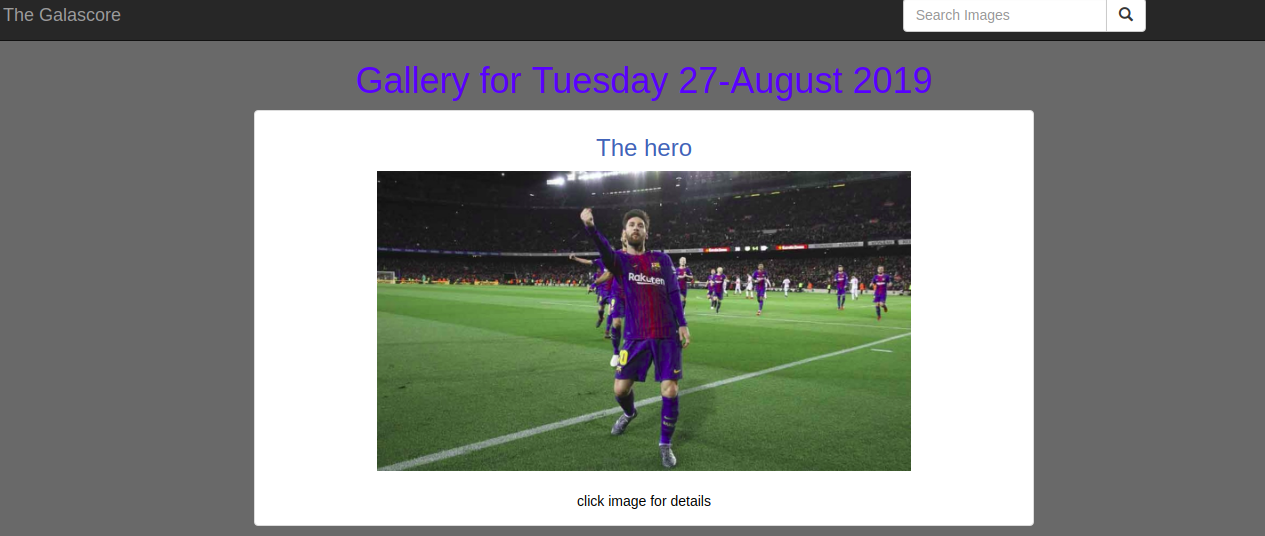 The Galascore
Search Images
Gallery for Tuesday 27-August 2019
The hero
Rakuten
click image for details